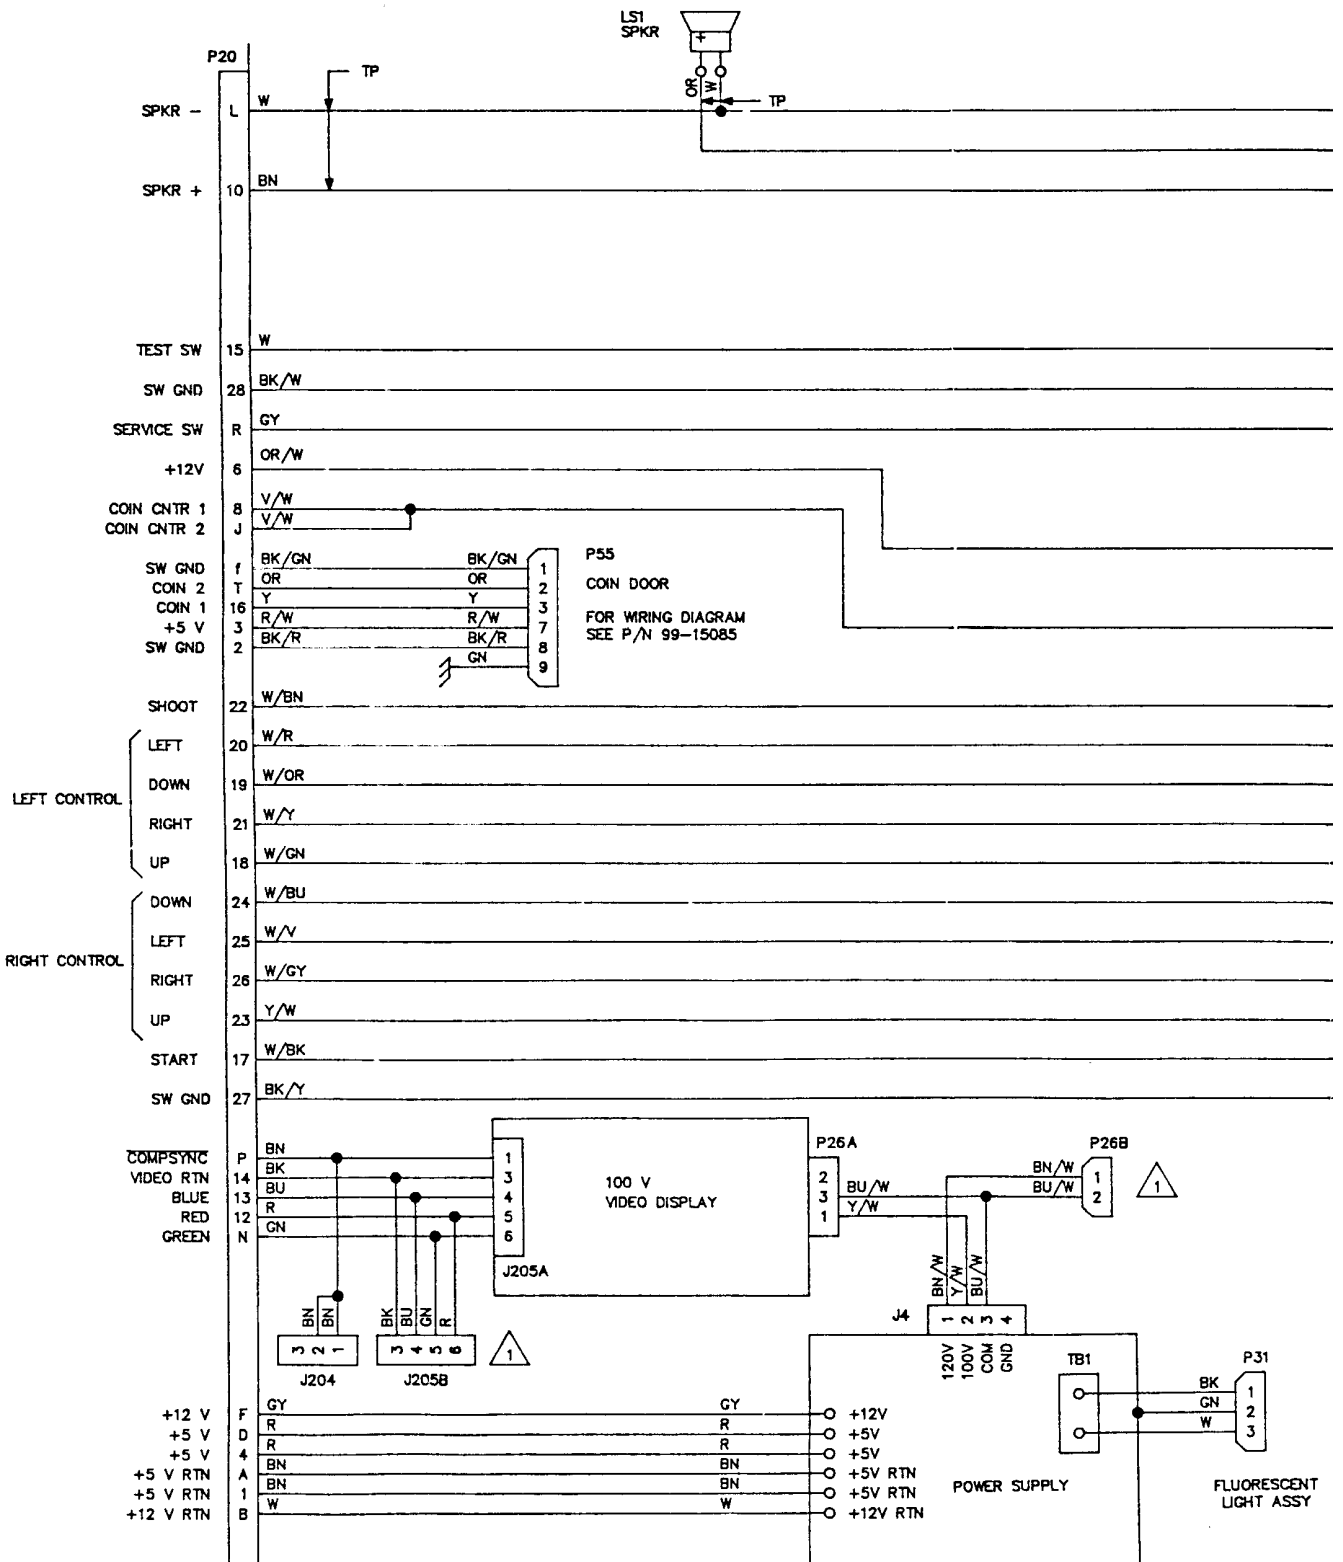 LS1
SPKR
+
P20
TP
OR
W
TP
SPKR - L W
SPKR + 10 BN
TEST SW 15 W
SW GND 28 BK/W
SERVICE SW R GY
+12V 6 OR/W
COIN CNTR 1 8 V/W
COIN CNTR 2 J V/W
P55
COIN DOOR
FOR WIRING DIAGRAM
SEE P/N 99-15085
SW GND f BK/GN BK/GN 1
COIN 2 T OR OR 2
COIN 1 16 Y Y 3
+5 V 3 R/W R/W 7
SW GND 2 BK/R BK/R 8
GN 9
SHOOT 22 W/BN
LEFT CONTROL
LEFT 20 W/R
DOWN 19 W/OR
RIGHT 21 W/Y
UP 18 W/GN
RIGHT CONTROL
DOWN 24 W/BU
LEFT 25 W/V
RIGHT 26 W/GY
UP 23 Y/W
START 17 W/BK
SW GND 27 BK/Y
COMPSYNC P BN 1
VIDEO RTN 14 BK 3
BLUE 13 BU 4
RED 12 R 5
GREEN N GN 6
J205A
100 V
VIDEO DISPLAY
P26A
2
3 BU/W
1 Y/W
P26B
BN/W 1
BU/W 2
1
BN/W
Y/W
BU/W
J4 1 2 3 4
120V
100V
COM
GND
BN
BN
3 2 1
J204
BK
BU
GN
R
3 4 5 6
J205B
1
TB1
P31
BK 1
GN 2
W 3
FLUORESCENT
LIGHT ASSY
+12 V F GY GY +12V
+5 V D R R +5V
+5 V 4 R R +5V
+5 V RTN A BN BN +5V RTN
+5 V RTN 1 BN BN +5V RTN
+12 V RTN B W W +12V RTN
POWER SUPPLY